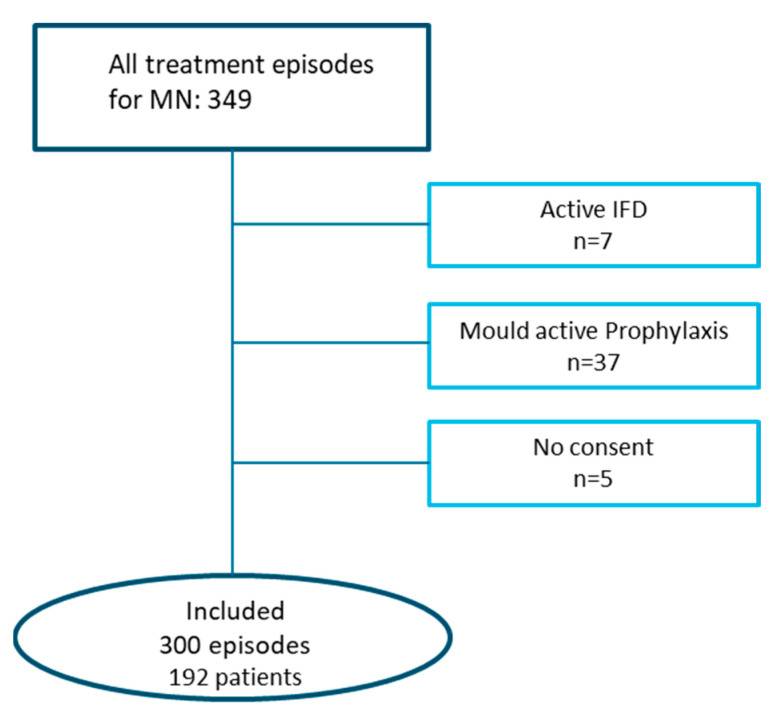 All treatment episodes
for MN: 349
Active IFD
n=7
Mould active Prophylaxis
n=37
No consent
n=5
Included
300 episodes
192 patients